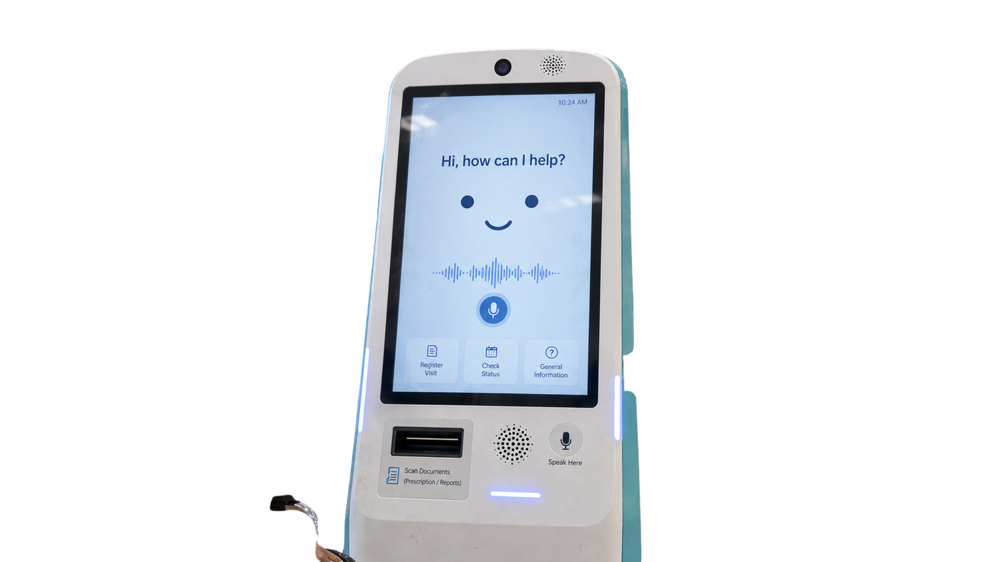 10:24 AM
Hi, how can I help?
Register
Visit
Check
Status
General
Information
Scan Documents
(Prescription / Reports)
Speak Here